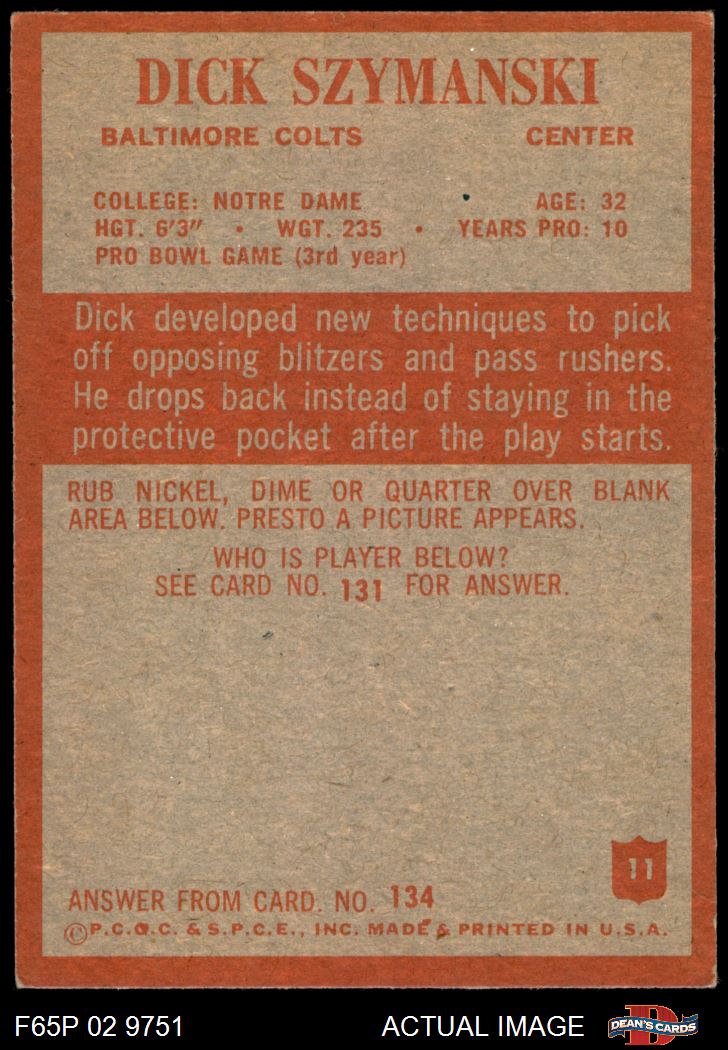 DICK SZYMANSKI
BALTIMORE COLTS CENTER
COLLEGE: NOTRE DAME AGE: 32
HGT. 6'3" • WGT. 235 • YEARS PRO: 10
PRO BOWL GAME (3rd year)
Dick developed new techniques to pick
off opposing blitzers and pass rushers.
He drops back instead of staying in the
protective pocket after the play starts.
RUB NICKEL, DIME OR QUARTER OVER BLANK
AREA BELOW. PRESTO A PICTURE APPEARS.
WHO IS PLAYER BELOW?
SEE CARD NO. 131 FOR ANSWER.
11
ANSWER FROM CARD. NO. 134
©P.C.Q.C. & S.P.C.E., INC. MADE & PRINTED IN U.S.A.
F65P 02 9751 ACTUAL IMAGE D DEAN'S CARDS